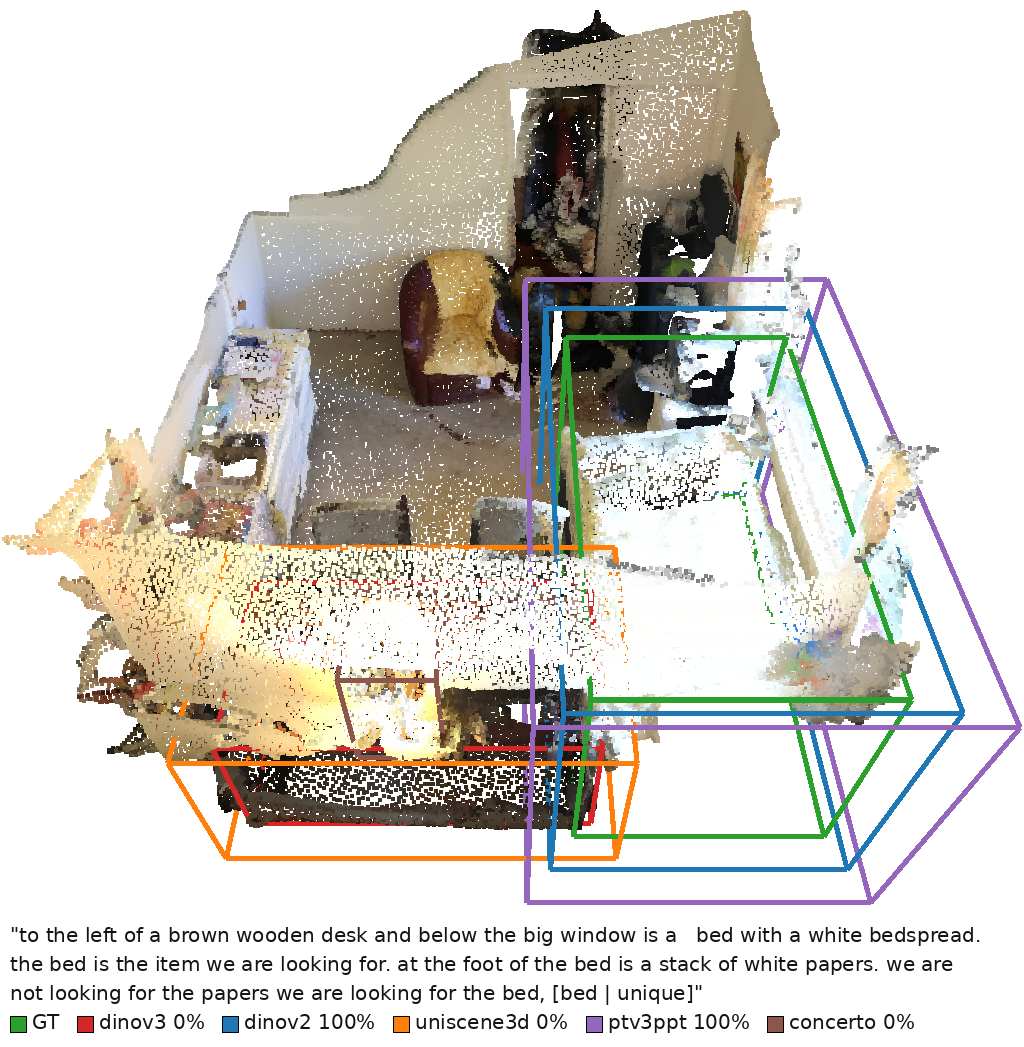 "to the left of a brown wooden desk and below the big window is a   bed with a white bedspread.
the bed is the item we are looking for. at the foot of the bed is a stack of white papers. we are
not looking for the papers we are looking for the bed, [bed | unique]"
GT dinov3 0% dinov2 100% uniscene3d 0% ptv3ppt 100% concerto 0%